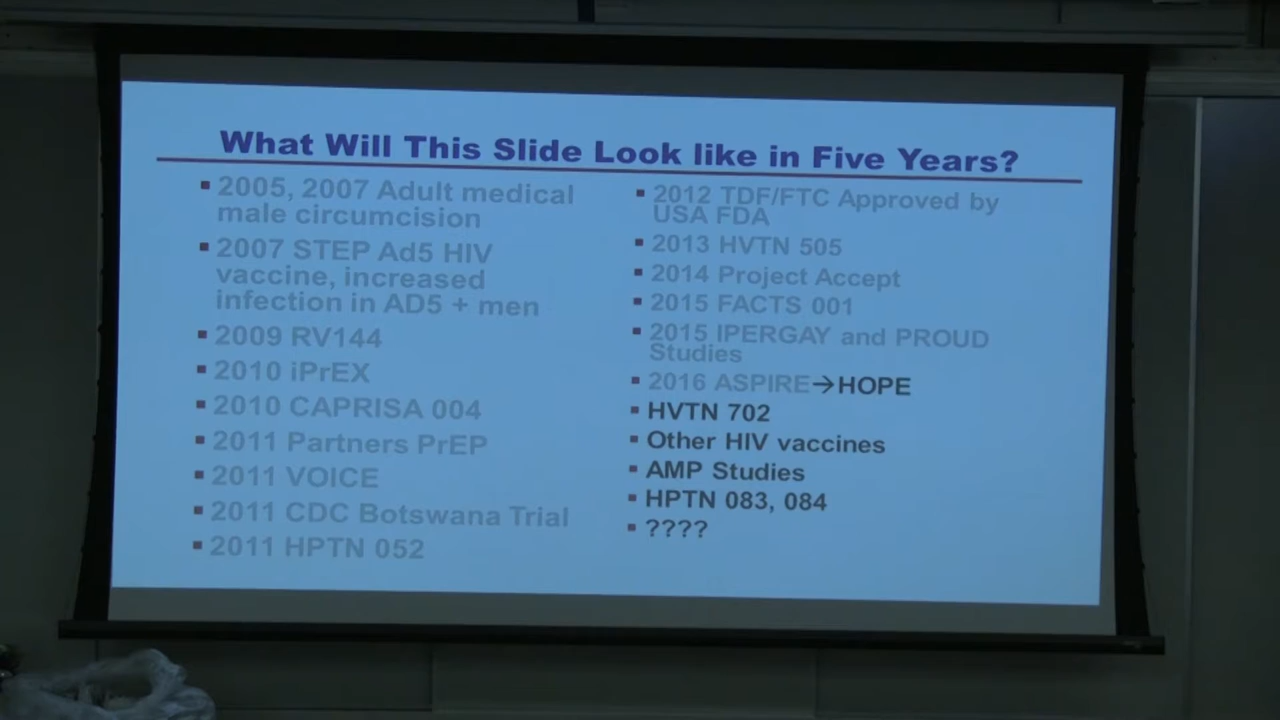 What Will This Slide Look like in Five Years?
▪ 2005, 2007 Adult medical
male circumcision
▪ 2007 STEP Ad5 HIV
vaccine, increased
infection in AD5 + men
▪ 2009 RV144
▪ 2010 iPrEX
▪ 2010 CAPRISA 004
▪ 2011 Partners PrEP
▪ 2011 VOICE
▪ 2011 CDC Botswana Trial
▪ 2011 HPTN 052
▪ 2012 TDF/FTC Approved by
USA FDA
▪ 2013 HVTN 505
▪ 2014 Project Accept
▪ 2015 FACTS 001
▪ 2015 IPERGAY and PROUD
Studies
▪ 2016 ASPIRE→HOPE
▪ HVTN 702
▪ Other HIV vaccines
▪ AMP Studies
▪ HPTN 083, 084
▪ ????